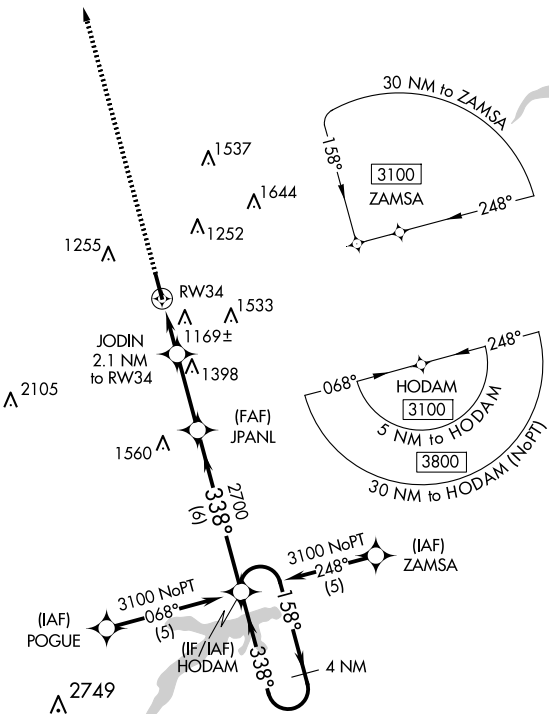 30 NM to ZAMSA
158°
3100
ZAMSA
248°
1537
1644
1252
1255
RW34
1533
1169±
JODIN
2.1 NM
to RW34
1398
2105
068°
248°
HODAM
3100
5 NM to HODAM
3800
30 NM to HODAM (NoPT)
(FAF)
JPANL
1560
2700
338°
(6)
3100 NoPT
248°
(5)
(IAF)
ZAMSA
3100 NoPT
068°
(5)
(IAF)
POGUE
158°
(IF/IAF)
HODAM
338°
4 NM
2749